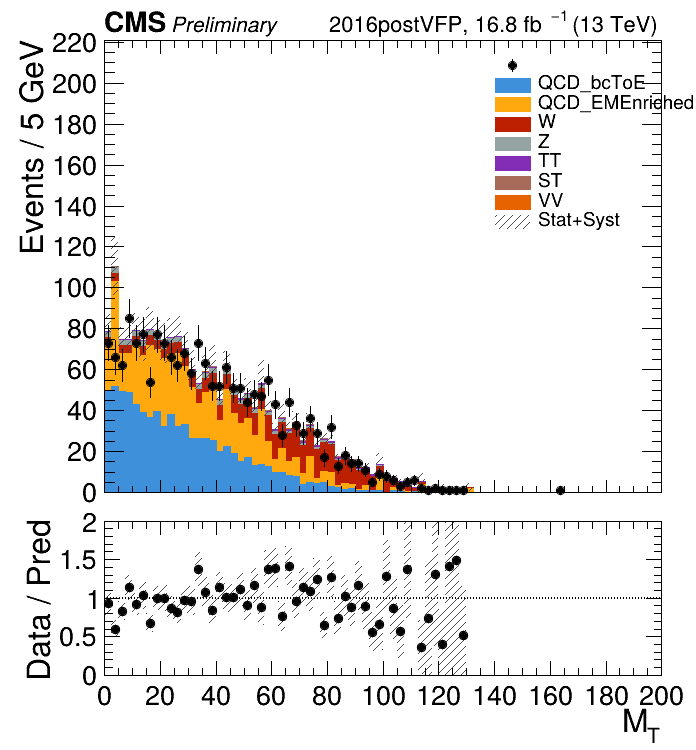 CMS Preliminary 2016postVFP, 16.8 fb⁻¹ (13 TeV)
Events / 5 GeV
220
200
180
160
140
120
100
80
60
40
20
0
QCD_bcToE
QCD_EMEnriched
W
Z
TT
ST
VV
Stat+Syst
Data / Pred
2
1.5
1
0.5
0
0 20 40 60 80 100 120 140 160 180 200
M_T